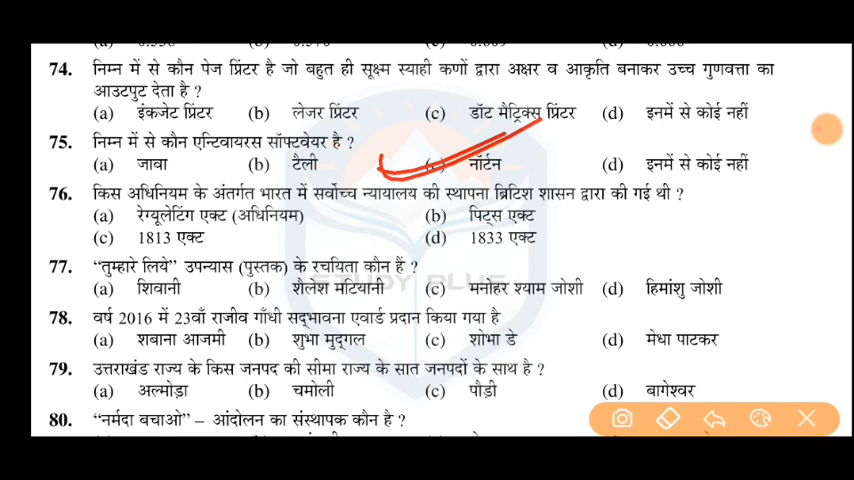 74. निम्न में से कौन पेज प्रिंटर है जो बहुत ही सूक्ष्म स्याही कणों द्वारा अक्षर व आकृति बनाकर उच्च गुणवत्ता का
आउटपुट देता है ?
(a) इंकजेट प्रिंटर (b) लेजर प्रिंटर (c) डॉट मैट्रिक्स प्रिंटर (d) इनमें से कोई नहीं
75. निम्न में से कौन एन्टिवायरस सॉफ्टवेयर है ?
(a) जावा (b) टैली (c) नॉर्टन (d) इनमें से कोई नहीं
76. किस अधिनियम के अंतर्गत भारत में सर्वोच्च न्यायालय की स्थापना ब्रिटिश शासन द्वारा की गई थी ?
(a) रेग्यूलेटिंग एक्ट (अधिनियम) (b) पिट्स एक्ट
(c) 1813 एक्ट (d) 1833 एक्ट
77. “तुम्हारे लिये” उपन्यास (पुस्तक) के रचयिता कौन हैं ?
(a) शिवानी (b) शैलेश मटियानी (c) मनोहर श्याम जोशी (d) हिमांशु जोशी
STUDY PLUS
78. वर्ष 2016 में 23वाँ राजीव गाँधी सद्भावना एवार्ड प्रदान किया गया है
(a) शबाना आजमी (b) शुभा मुद्गल (c) शोभा डे (d) मेधा पाटकर
79. उत्तराखंड राज्य के किस जनपद की सीमा राज्य के सात जनपदों के साथ है ?
(a) अल्मोड़ा (b) चमोली (c) पौड़ी (d) बागेश्वर
80. “नर्मदा बचाओ” – आंदोलन का संस्थापक कौन है ?